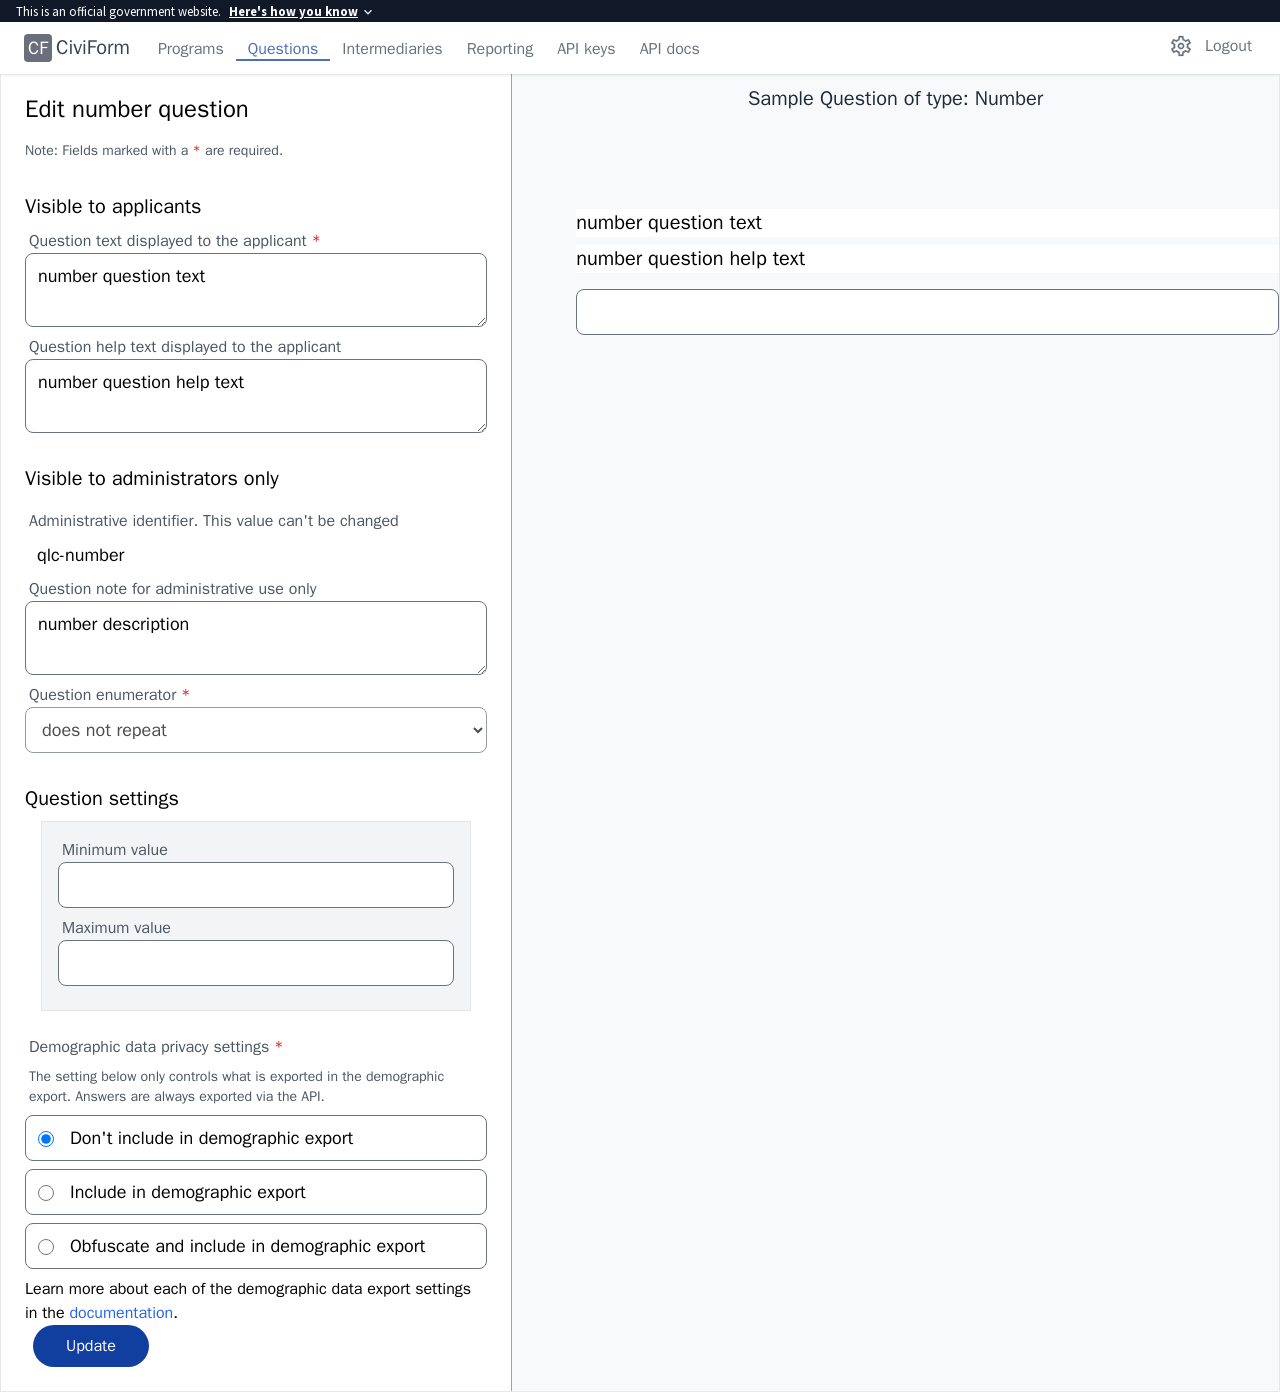 This is an official government website. Here's how you know
CF CiviForm Programs Questions Intermediaries Reporting API keys API docs Logout
Edit number question
Note: Fields marked with a * are required.
Visible to applicants
Question text displayed to the applicant *
number question text
Question help text displayed to the applicant
number question help text
Visible to administrators only
Administrative identifier. This value can't be changed
qlc-number
Question note for administrative use only
number description
Question enumerator *
does not repeat
Question settings
Minimum value
Maximum value
Demographic data privacy settings *
The setting below only controls what is exported in the demographic
export. Answers are always exported via the API.
Don't include in demographic export
Include in demographic export
Obfuscate and include in demographic export
Learn more about each of the demographic data export settings
in the documentation.
Update
Sample Question of type: Number
number question text
number question help text